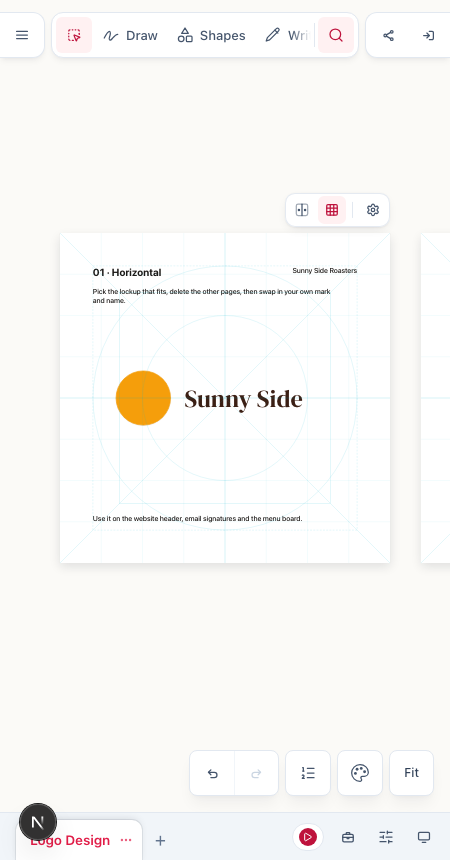 Draw
Shapes
Wri
01 · Horizontal
Sunny Side Roasters
Pick the lockup that fits, delete the other pages, then swap in your own mark
and name.
Sunny Side
Use it on the website header, email signatures and the menu board.
Fit
N
Logo Design